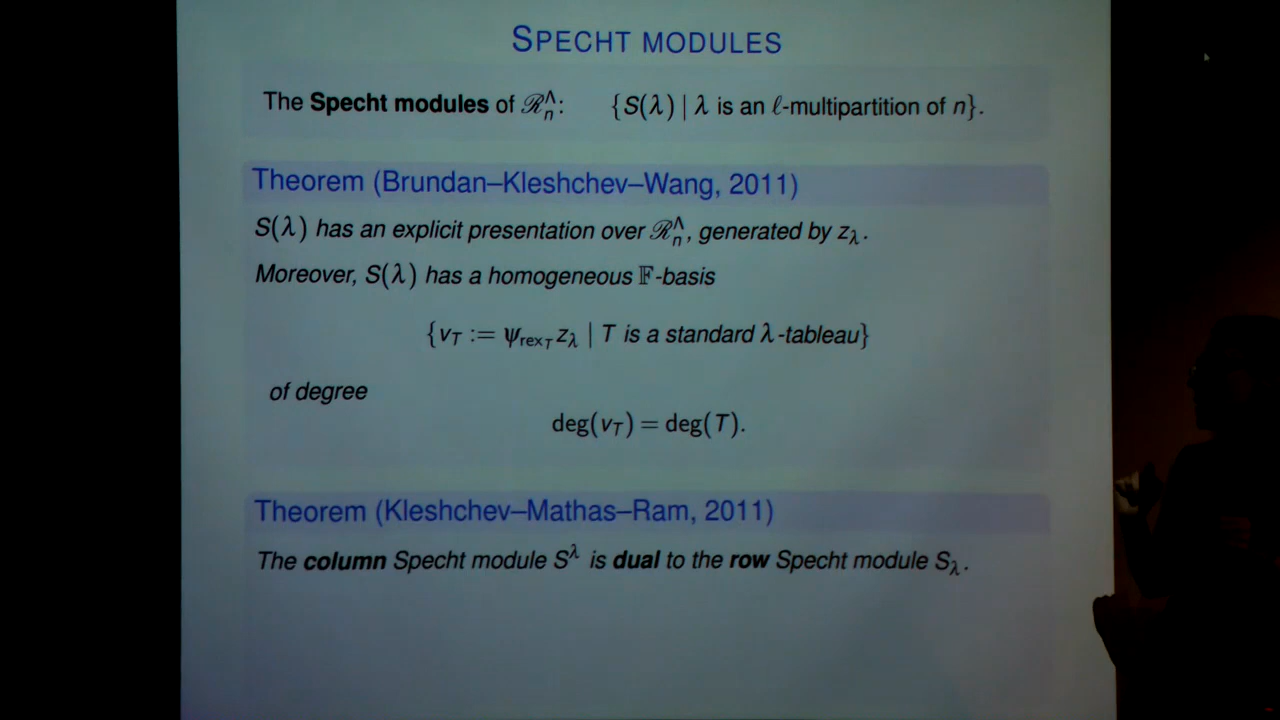 SPECHT MODULES
The Specht modules of ℛₙᴧ: {S(λ) | λ is an ℓ-multipartition of n}.
Theorem (Brundan–Kleshchev–Wang, 2011)
S(λ) has an explicit presentation over ℛₙᴧ, generated by z_λ.
Moreover, S(λ) has a homogeneous 𝔽-basis
{v_T := ψ_{rex_T} z_λ | T is a standard λ-tableau}
of degree
deg(v_T) = deg(T).
Theorem (Kleshchev–Mathas–Ram, 2011)
The column Specht module S^λ is dual to the row Specht module S_λ.